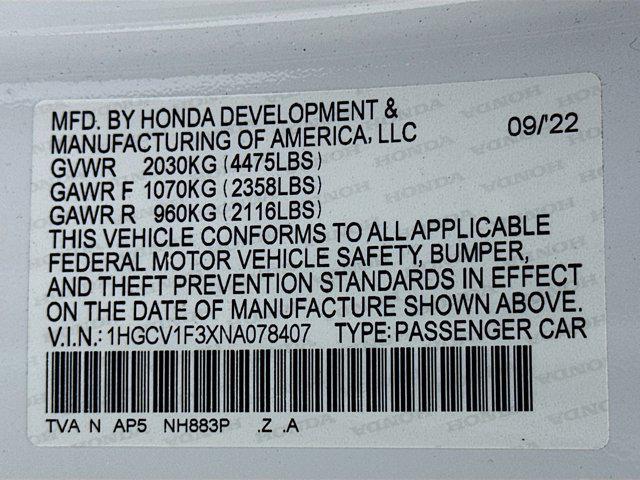 MFD. BY HONDA DEVELOPMENT &
MANUFACTURING OF AMERICA, LLC 09/'22
GVWR 2030KG (4475LBS)
GAWR F 1070KG (2358LBS)
GAWR R 960KG (2116LBS)
THIS VEHICLE CONFORMS TO ALL APPLICABLE
FEDERAL MOTOR VEHICLE SAFETY, BUMPER,
AND THEFT PREVENTION STANDARDS IN EFFECT
ON THE DATE OF MANUFACTURE SHOWN ABOVE.
V.I.N.: 1HGCV1F3XNA078407 TYPE: PASSENGER CAR
TVA N AP5 NH883P .Z .A